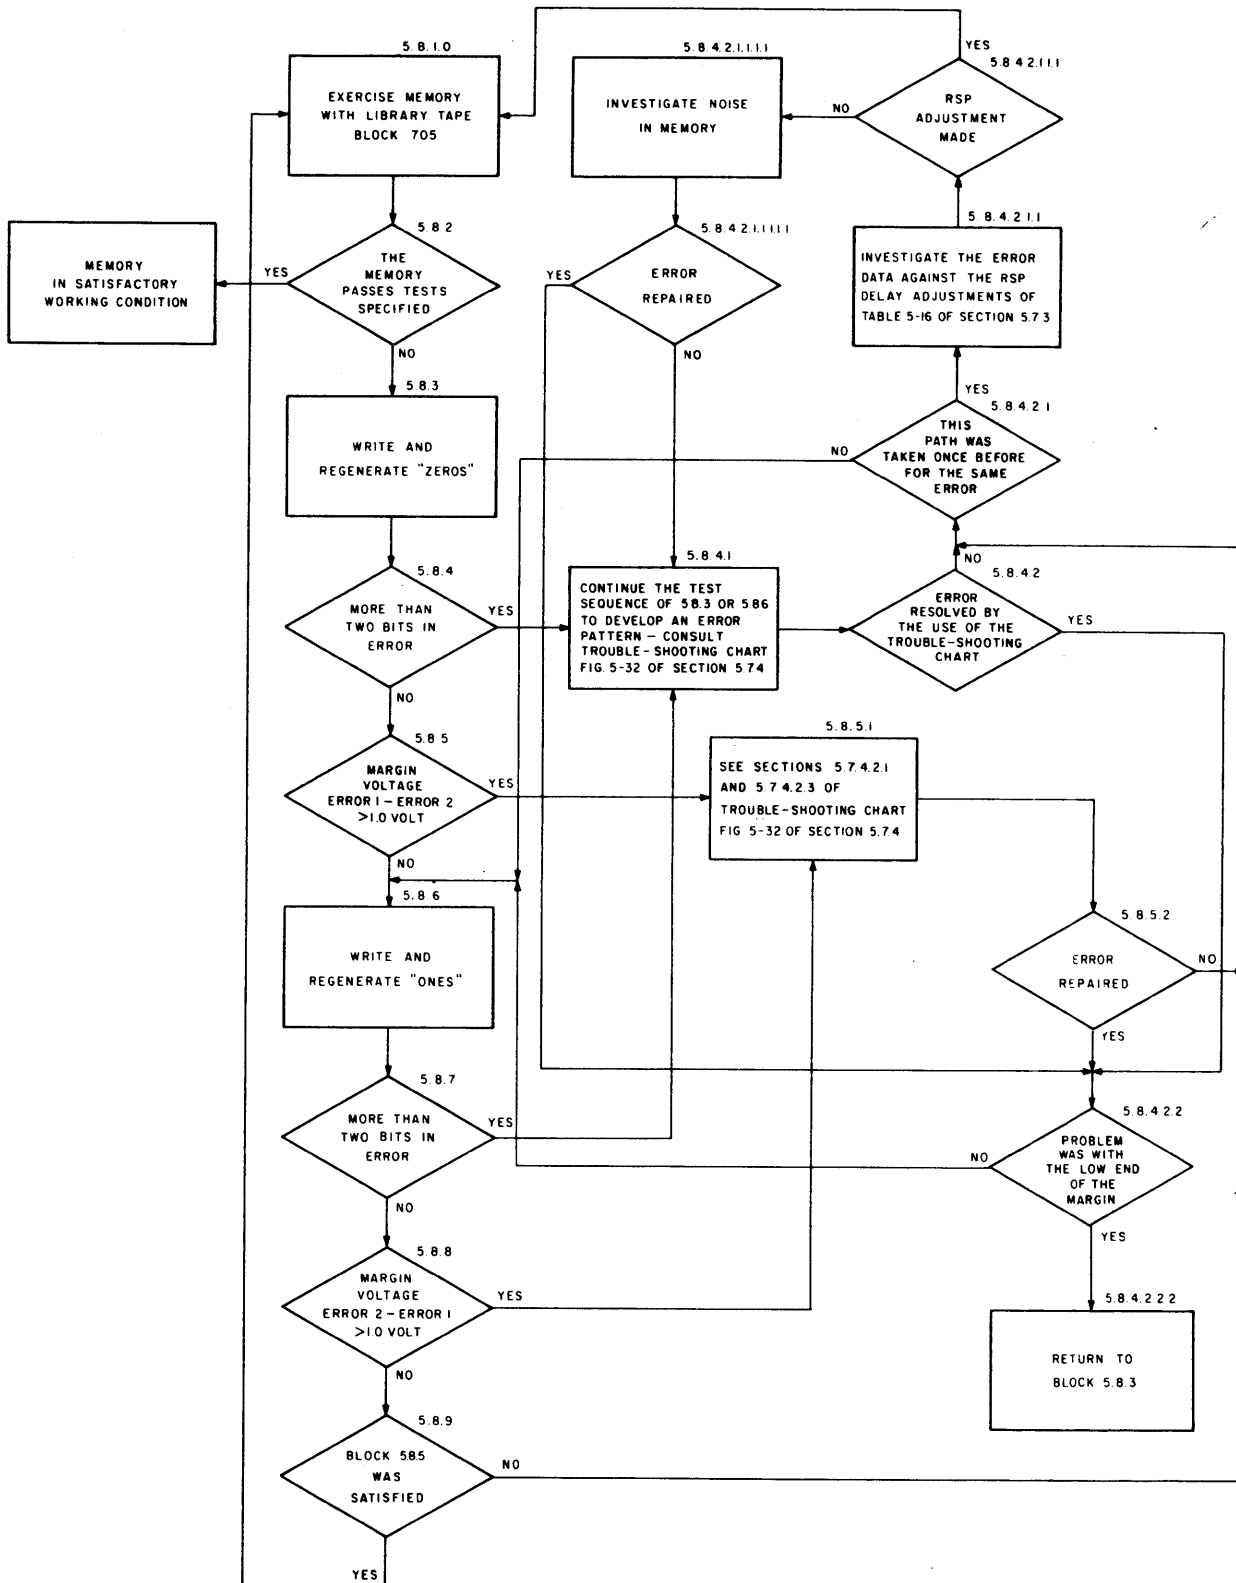 5.8.1.0
EXERCISE MEMORY
WITH LIBRARY TAPE
BLOCK 705
5.8.4.2.1.1.1.1
INVESTIGATE NOISE
IN MEMORY
YES
5.8.4.2.1.1.1
RSP
ADJUSTMENT
MADE
NO
5.8.2
THE
MEMORY
PASSES TESTS
SPECIFIED
YES
NO
MEMORY
IN SATISFACTORY
WORKING CONDITION
5.8.4.2.1.1.1.1.1
ERROR
REPAIRED
YES
NO
5.8.4.2.1.1
INVESTIGATE THE ERROR
DATA AGAINST THE RSP
DELAY ADJUSTMENTS OF
TABLE 5-16 OF SECTION 5.7.3
5.8.3
WRITE AND
REGENERATE "ZEROS"
YES
5.8.4.2.1
THIS
PATH WAS
TAKEN ONCE BEFORE
FOR THE SAME
ERROR
NO
5.8.4
MORE THAN
TWO BITS IN
ERROR
YES
NO
5.8.4.1
CONTINUE THE TEST
SEQUENCE OF 5.8.3 OR 5.8.6
TO DEVELOP AN ERROR
PATTERN - CONSULT
TROUBLE-SHOOTING CHART
FIG. 5-32 OF SECTION 5.7.4
NO
5.8.4.2
ERROR
RESOLVED BY
THE USE OF THE
TROUBLE-SHOOTING
CHART
YES
5.8.5
MARGIN
VOLTAGE
ERROR 1 - ERROR 2
>1.0 VOLT
YES
NO
5.8.5.1
SEE SECTIONS 5.7.4.2.1
AND 5.7.4.2.3 OF
TROUBLE-SHOOTING CHART
FIG 5-32 OF SECTION 5.7.4
5.8.6
WRITE AND
REGENERATE "ONES"
5.8.5.2
ERROR
REPAIRED
NO
YES
5.8.7
MORE THAN
TWO BITS IN
ERROR
YES
NO
5.8.4.2.2
PROBLEM
WAS WITH
THE LOW END
OF THE
MARGIN
NO
YES
5.8.8
MARGIN
VOLTAGE
ERROR 2 - ERROR 1
>1.0 VOLT
YES
NO
5.8.4.2.2.2
RETURN TO
BLOCK 5.8.3
5.8.9
BLOCK 5.8.5
WAS
SATISFIED
NO
YES